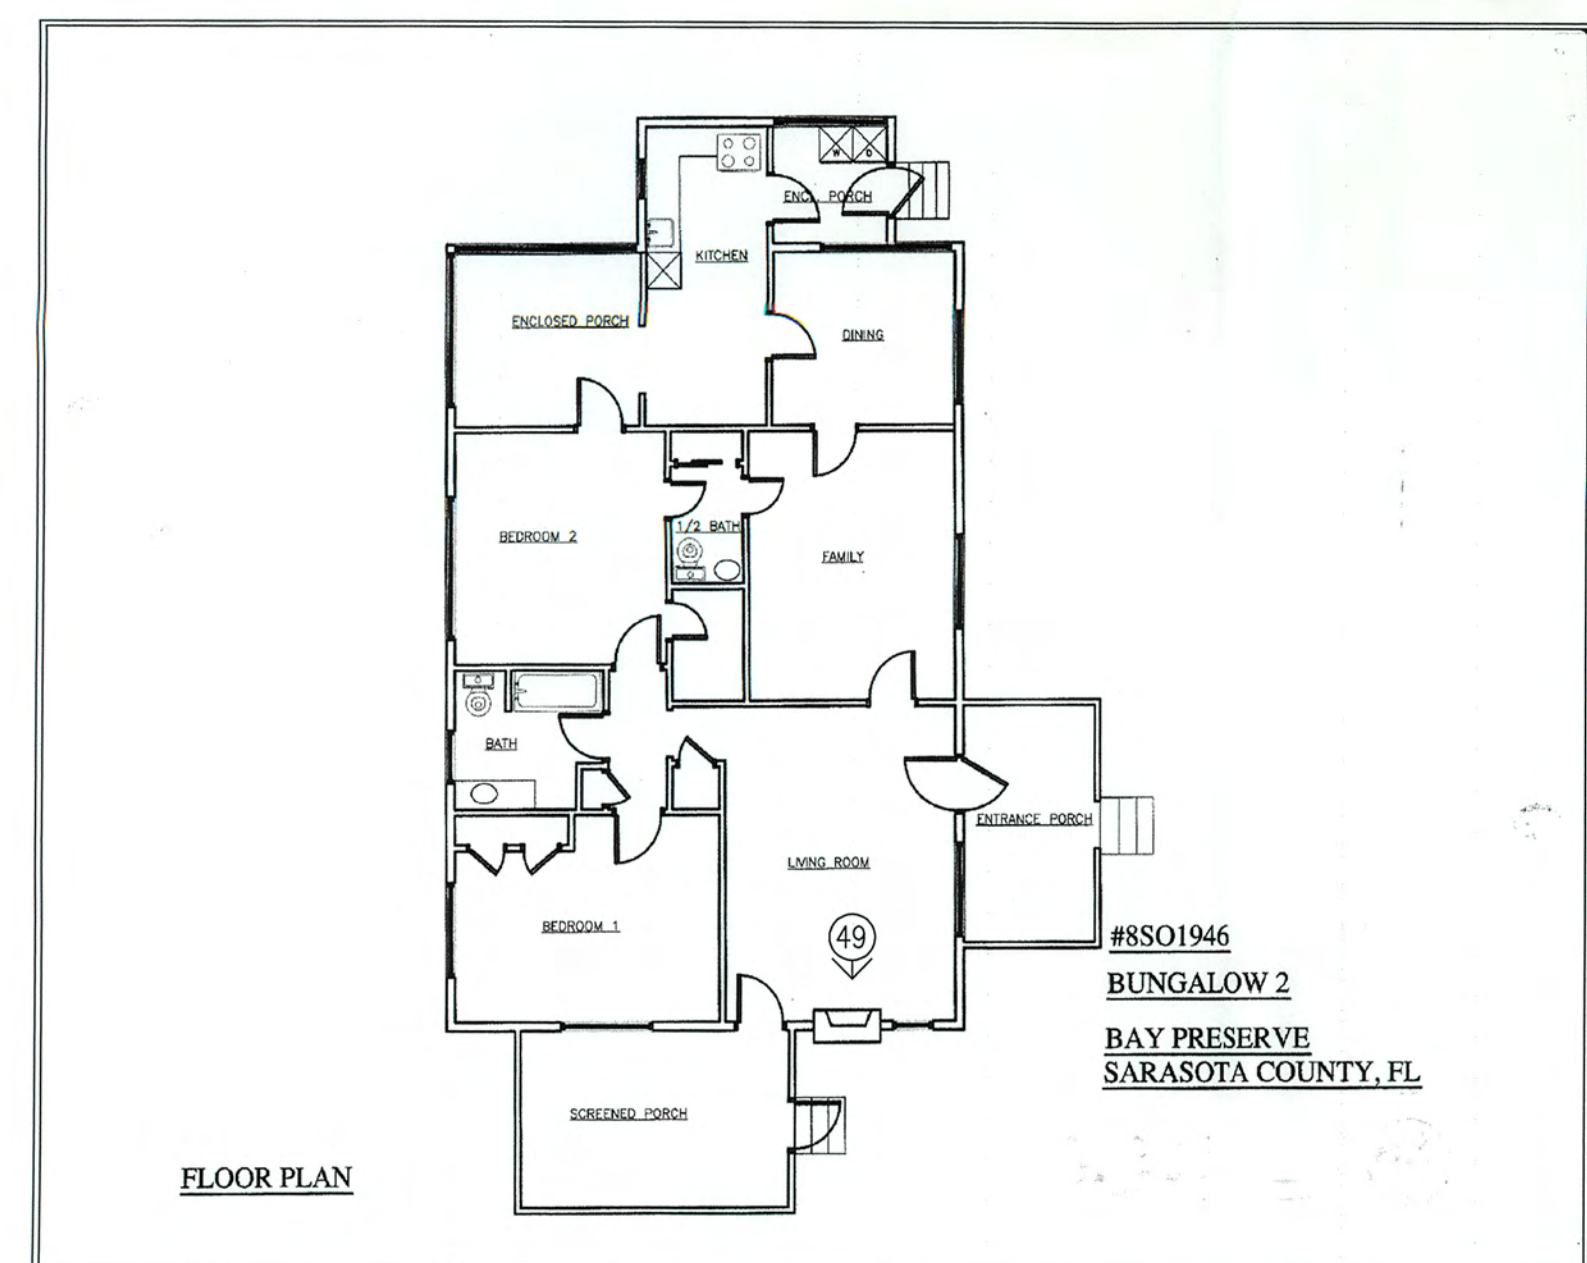 W D
ENCL. PORCH
KITCHEN
ENCLOSED PORCH
DINING
1/2 BATH
BEDROOM 2
FAMILY
BATH
ENTRANCE PORCH
LIVING ROOM
BEDROOM 1
49
#8SO1946
BUNGALOW 2
BAY PRESERVE
SARASOTA COUNTY, FL
SCREENED PORCH
FLOOR PLAN